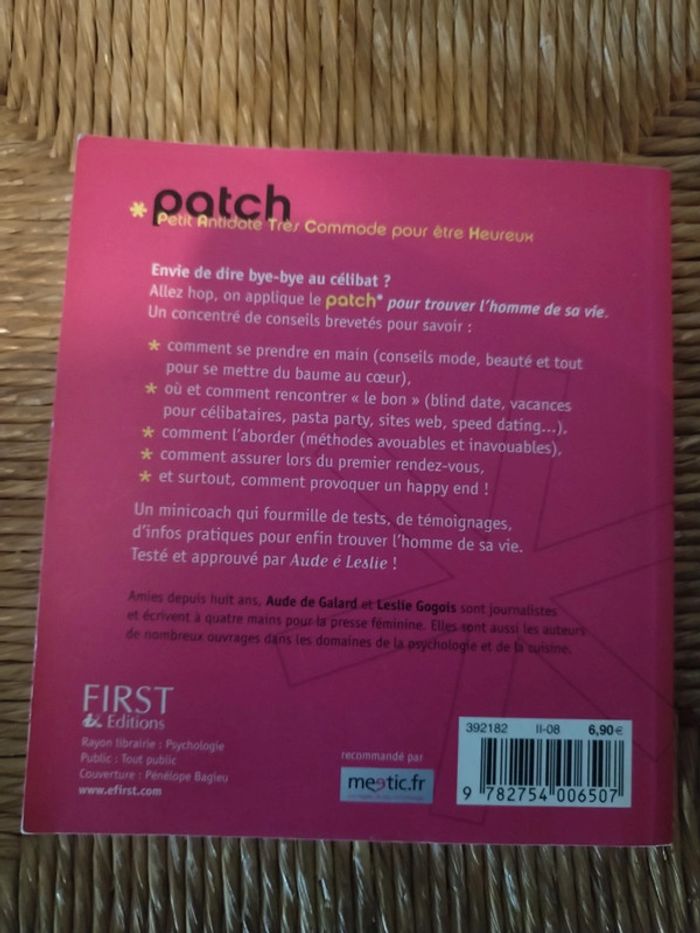 patch
* Petit Antidote Très Commode pour être Heureux
Envie de dire bye-bye au célibat ?
Allez hop, on applique le patch* pour trouver l'homme de sa vie.
Un concentré de conseils brevetés pour savoir :
* comment se prendre en main (conseils mode, beauté et tout
pour se mettre du baume au cœur),
* où et comment rencontrer « le bon » (blind date, vacances
pour célibataires, pasta party, sites web, speed dating...),
* comment l'aborder (méthodes avouables et inavouables),
* comment assurer lors du premier rendez-vous,
* et surtout, comment provoquer un happy end !
Un minicoach qui fourmille de tests, de témoignages,
d'infos pratiques pour enfin trouver l'homme de sa vie.
Testé et approuvé par Aude é Leslie !
Amies depuis huit ans, Aude de Galard et Leslie Gogois sont journalistes
et écrivent à quatre mains pour la presse féminine. Elles sont aussi les auteurs
de nombreux ouvrages dans les domaines de la psychologie et de la cuisine.
FIRST
Editions
Rayon librairie : Psychologie
Public : Tout public
Couverture : Pénélope Bagieu
www.efirst.com
recommandé par
meetic.fr
392182 II-08 6,90€
9 782754 006507